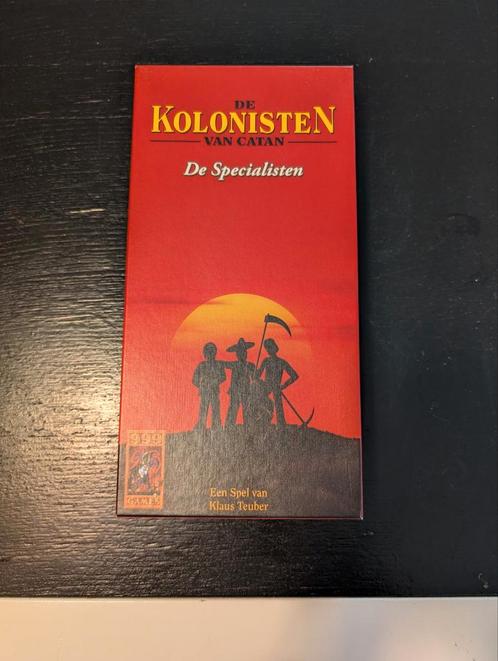 DE
KOLONISTEN
VAN CATAN
De Specialisten
999
GAMES
Een Spel van
Klaus Teuber